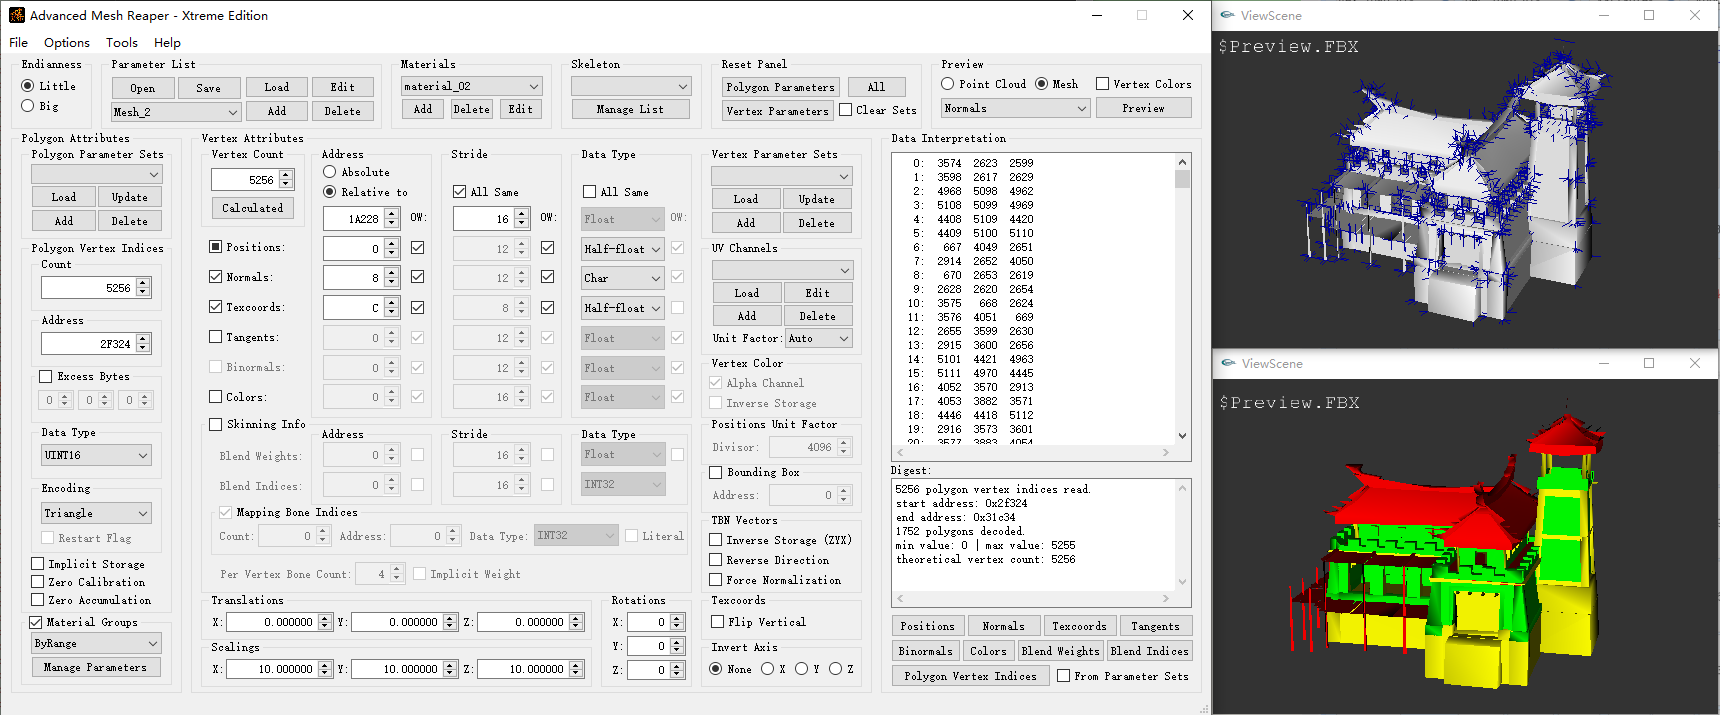 Advanced Mesh Reaper - Xtreme Edition
File Options Tools Help
Endianness
Little
Big
Parameter List
Open Save Load Edit
Mesh_2 Add Delete
Materials
material_02
Add Delete Edit
Skeleton
Manage List
Reset Panel
Polygon Parameters All
Vertex Parameters Clear Sets
Preview
Point Cloud Mesh Vertex Colors
Normals Preview
Polygon Attributes
Polygon Parameter Sets
Load Update
Add Delete
Polygon Vertex Indices
Count
5256
Address
2F324
Excess Bytes
0 0 0
Data Type
UINT16
Encoding
Triangle
Restart Flag
Implicit Storage
Zero Calibration
Zero Accumulation
Material Groups
ByRange
Manage Parameters
Vertex Attributes
Vertex Count
5256
Calculated
Address
Absolute
Relative to
1A228 OW:
Stride
All Same
16 OW:
Data Type
All Same
Float OW:
Positions: 0 12 Half-float
Normals: 8 12 Char
Texcoords: C 8 Half-float
Tangents: 0 12 Float
Binormals: 0 12 Float
Colors: 0 16 Float
Skinning Info
Address Stride Data Type
Blend Weights: 0 16 Float
Blend Indices: 0 16 INT32
Mapping Bone Indices
Count: 0 Address: 0 Data Type: INT32 Literal
Per Vertex Bone Count: 4 Implicit Weight
Translations
X: 0.000000 Y: 0.000000 Z: 0.000000
Scalings
X: 10.000000 Y: 10.000000 Z: 10.000000
Rotations
X: 0
Y: 0
Z: 0
Vertex Parameter Sets
Load Update
Add Delete
UV Channels
Load Edit
Add Delete
Unit Factor: Auto
Vertex Color
Alpha Channel
Inverse Storage
Positions Unit Factor
Divisor: 4096
Bounding Box
Address: 0
TBN Vectors
Inverse Storage (ZYX)
Reverse Direction
Force Normalization
Texcoords
Flip Vertical
Invert Axis
None X Y Z
Data Interpretation
0: 3574 2623 2599
1: 3598 2617 2629
2: 4968 5098 4962
3: 5108 5099 4969
4: 4408 5109 4420
5: 4409 5100 5110
6: 667 4049 2651
7: 2914 2652 4050
8: 670 2653 2619
9: 2628 2620 2654
10: 3575 668 2624
11: 3576 4051 669
12: 2655 3599 2630
13: 2915 3600 2656
14: 5101 4421 4963
15: 5111 4970 4445
16: 4052 3570 2913
17: 4053 3882 3571
18: 4446 4418 5112
19: 2916 3573 3601
20: 3577 3883 4054
Digest:
5256 polygon vertex indices read.
start address: 0x2f324
end address: 0x31c34
1752 polygons decoded.
min value: 0 | max value: 5255
theoretical vertex count: 5256
Positions Normals Texcoords Tangents
Binormals Colors Blend Weights Blend Indices
Polygon Vertex Indices From Parameter Sets
ViewScene
$Preview.FBX
ViewScene
$Preview.FBX